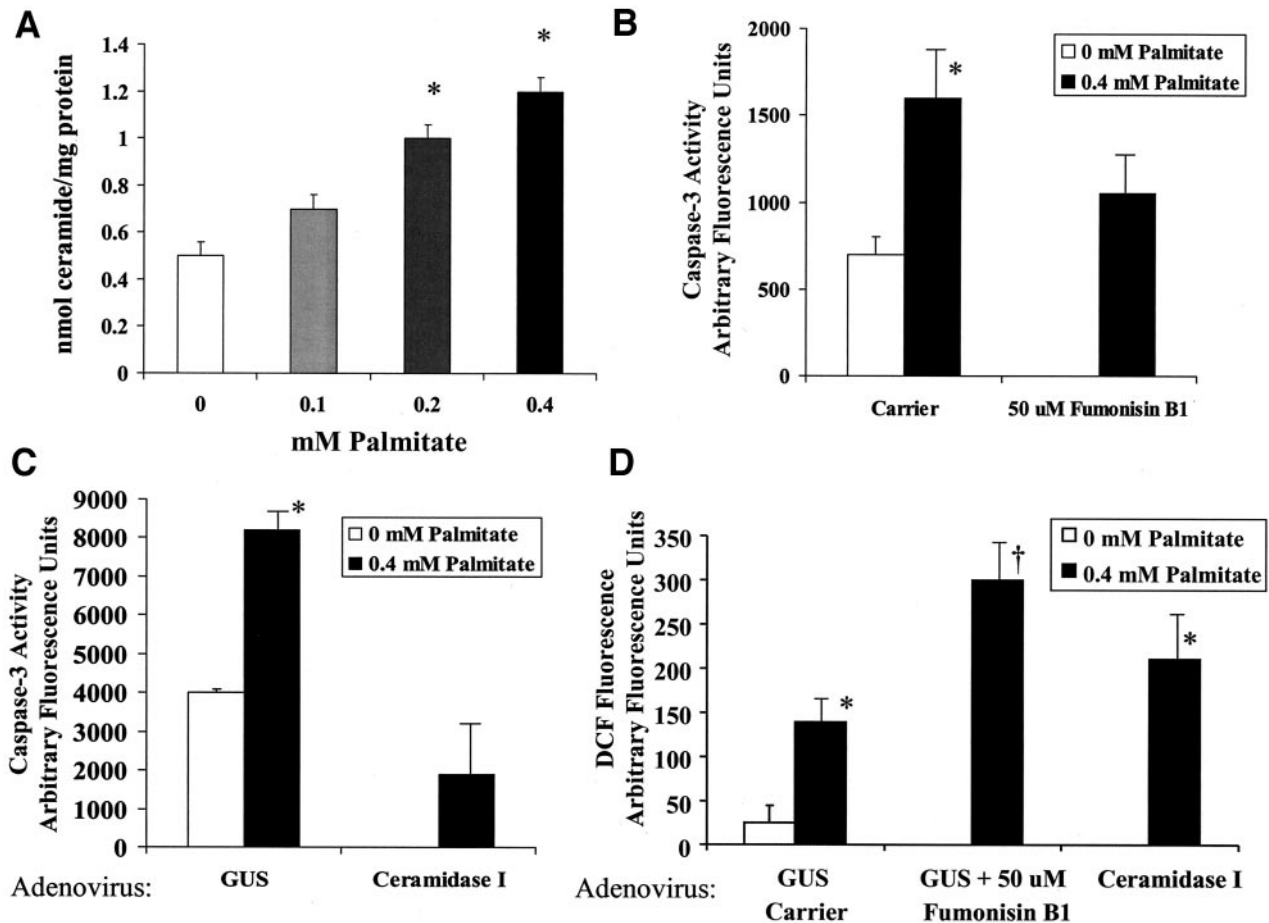 A
nmol ceramide/mg protein
1.4
1.2
1
0.8
0.6
0.4
0.2
0
*
*
0 0.1 0.2 0.4
mM Palmitate
B
Caspase-3 Activity
Arbitrary Fluorescence Units
2000
1500
1000
500
0
*
0 mM Palmitate
0.4 mM Palmitate
Carrier 50 uM Fumonisin B1
C
Caspase-3 Activity
Arbitrary Fluorescence Units
9000
8000
7000
6000
5000
4000
3000
2000
1000
0
*
0 mM Palmitate
0.4 mM Palmitate
Adenovirus: GUS Ceramidase I
D
DCF Fluorescence
Arbitrary Fluorescence Units
350
300
250
200
150
100
50
0
*
†
*
0 mM Palmitate
0.4 mM Palmitate
Adenovirus: GUS GUS + 50 uM Ceramidase I
Carrier Fumonisin B1